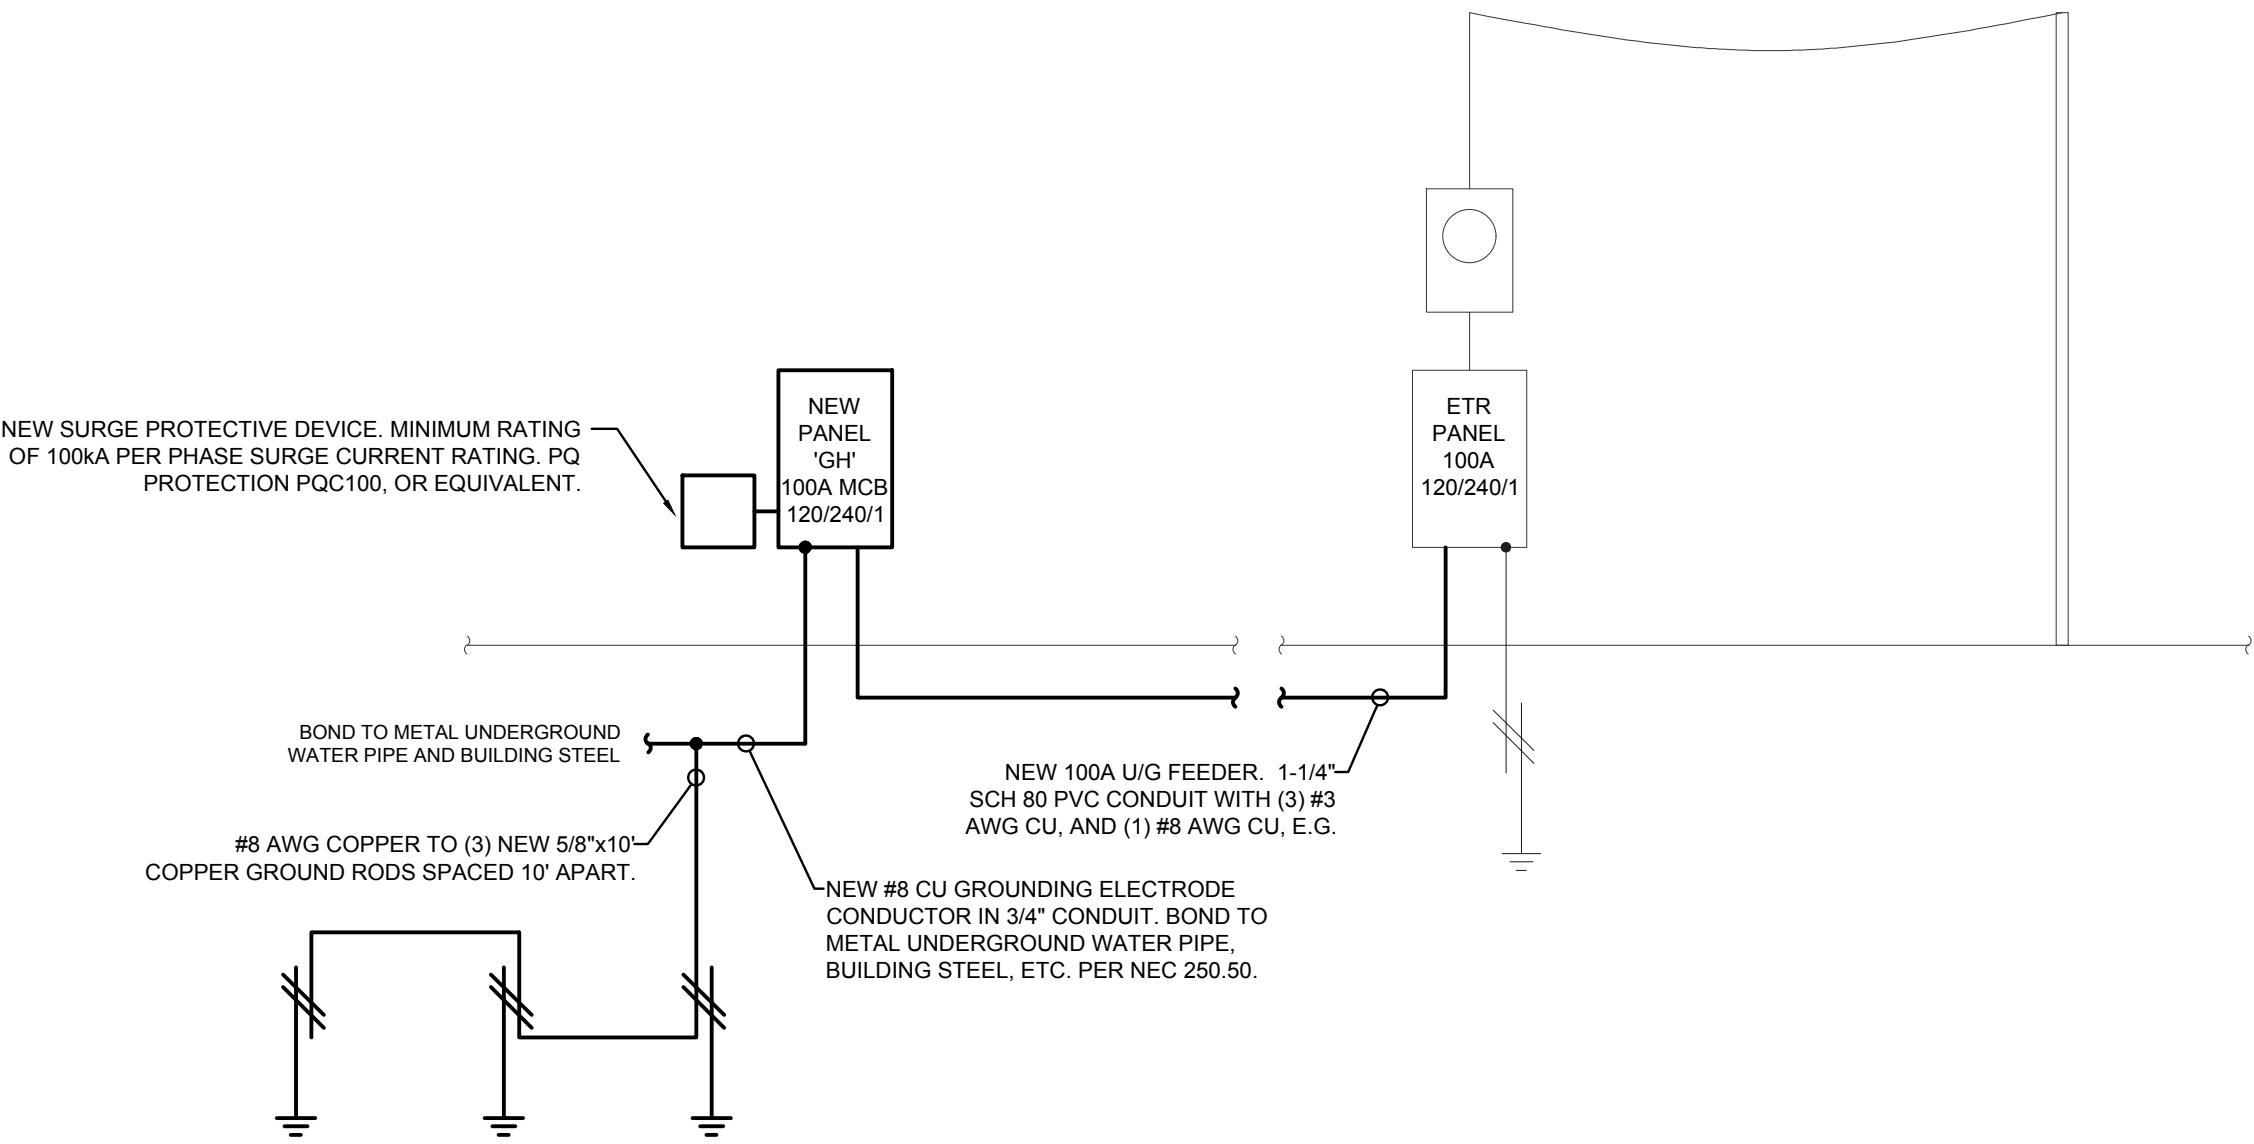 NEW SURGE PROTECTIVE DEVICE. MINIMUM RATING
OF 100kA PER PHASE SURGE CURRENT RATING. PQ
PROTECTION PQC100, OR EQUIVALENT.
NEW
PANEL
'GH'
100A MCB
120/240/1
ETR
PANEL
100A
120/240/1
BOND TO METAL UNDERGROUND
WATER PIPE AND BUILDING STEEL
NEW 100A U/G FEEDER. 1-1/4"
SCH 80 PVC CONDUIT WITH (3) #3
AWG CU, AND (1) #8 AWG CU, E.G.
#8 AWG COPPER TO (3) NEW 5/8"x10'
COPPER GROUND RODS SPACED 10' APART.
NEW #8 CU GROUNDING ELECTRODE
CONDUCTOR IN 3/4" CONDUIT. BOND TO
METAL UNDERGROUND WATER PIPE,
BUILDING STEEL, ETC. PER NEC 250.50.